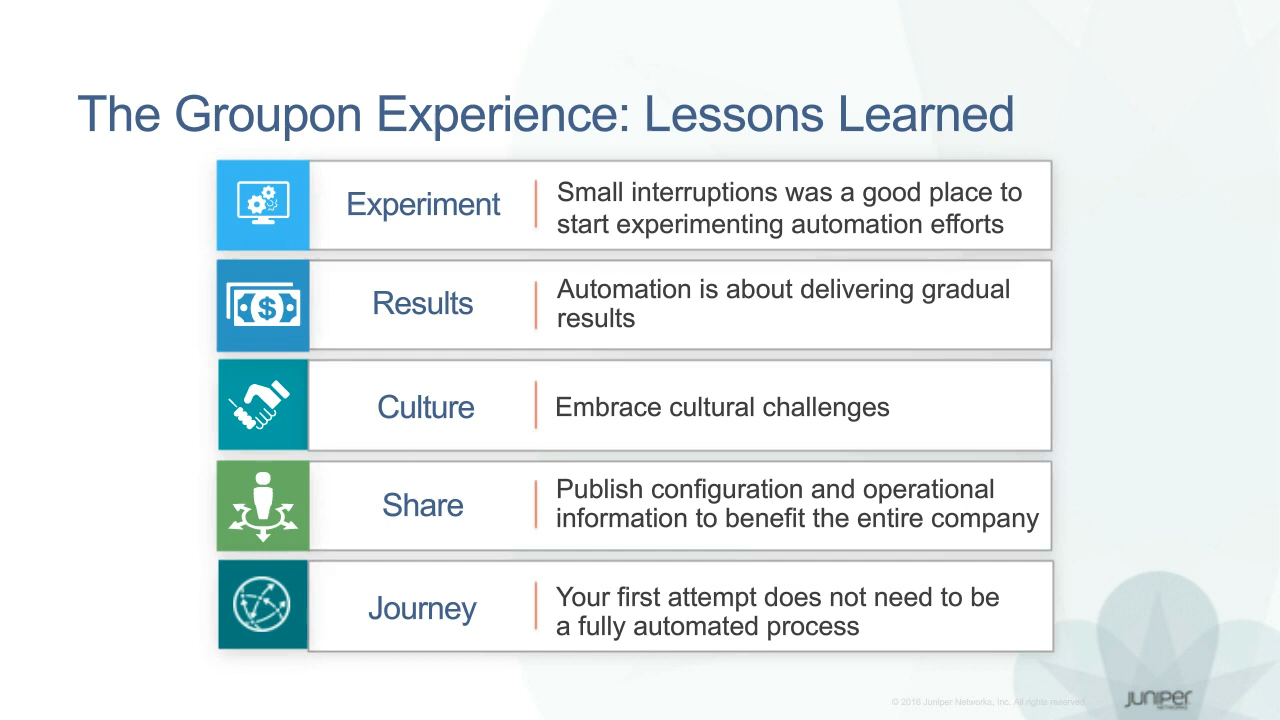 The Groupon Experience: Lessons Learned
Experiment
Small interruptions was a good place to
start experimenting automation efforts
Results
Automation is about delivering gradual
results
Culture
Embrace cultural challenges
Share
Publish configuration and operational
information to benefit the entire company
Journey
Your first attempt does not need to be
a fully automated process
© 2016 Juniper Networks, Inc. All rights reserved.
JUNIPER
NETWORKS